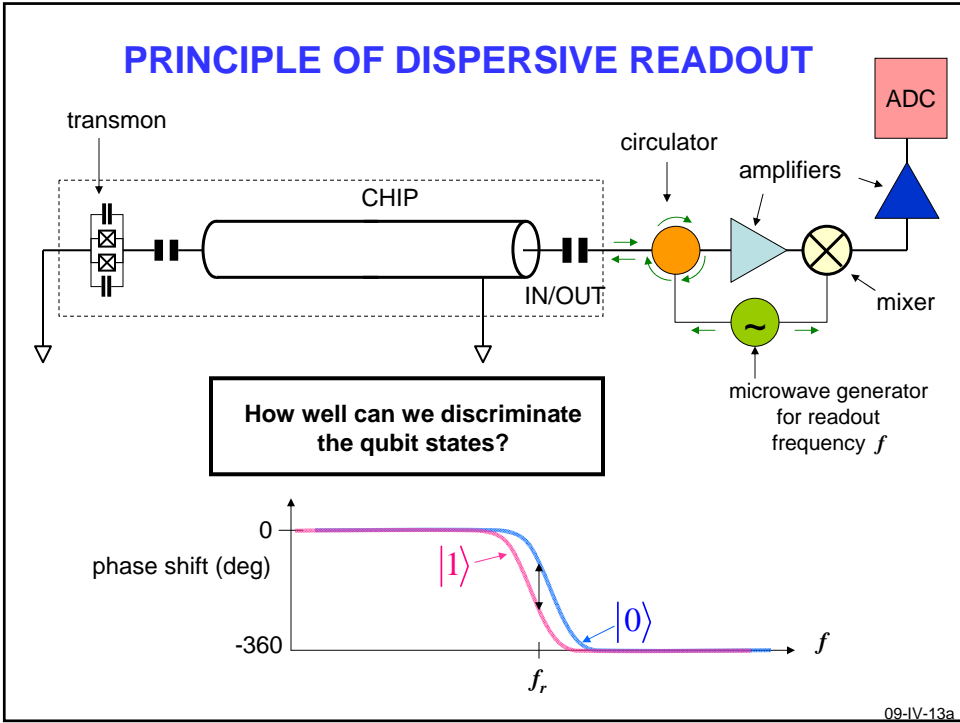 PRINCIPLE OF DISPERSIVE READOUT
ADC
transmon
circulator
amplifiers
CHIP
IN/OUT
mixer
~
microwave generator
for readout
frequency f
How well can we discriminate
the qubit states?
0
phase shift (deg)
|1⟩
|0⟩
-360
f
fᵣ
09-IV-13a